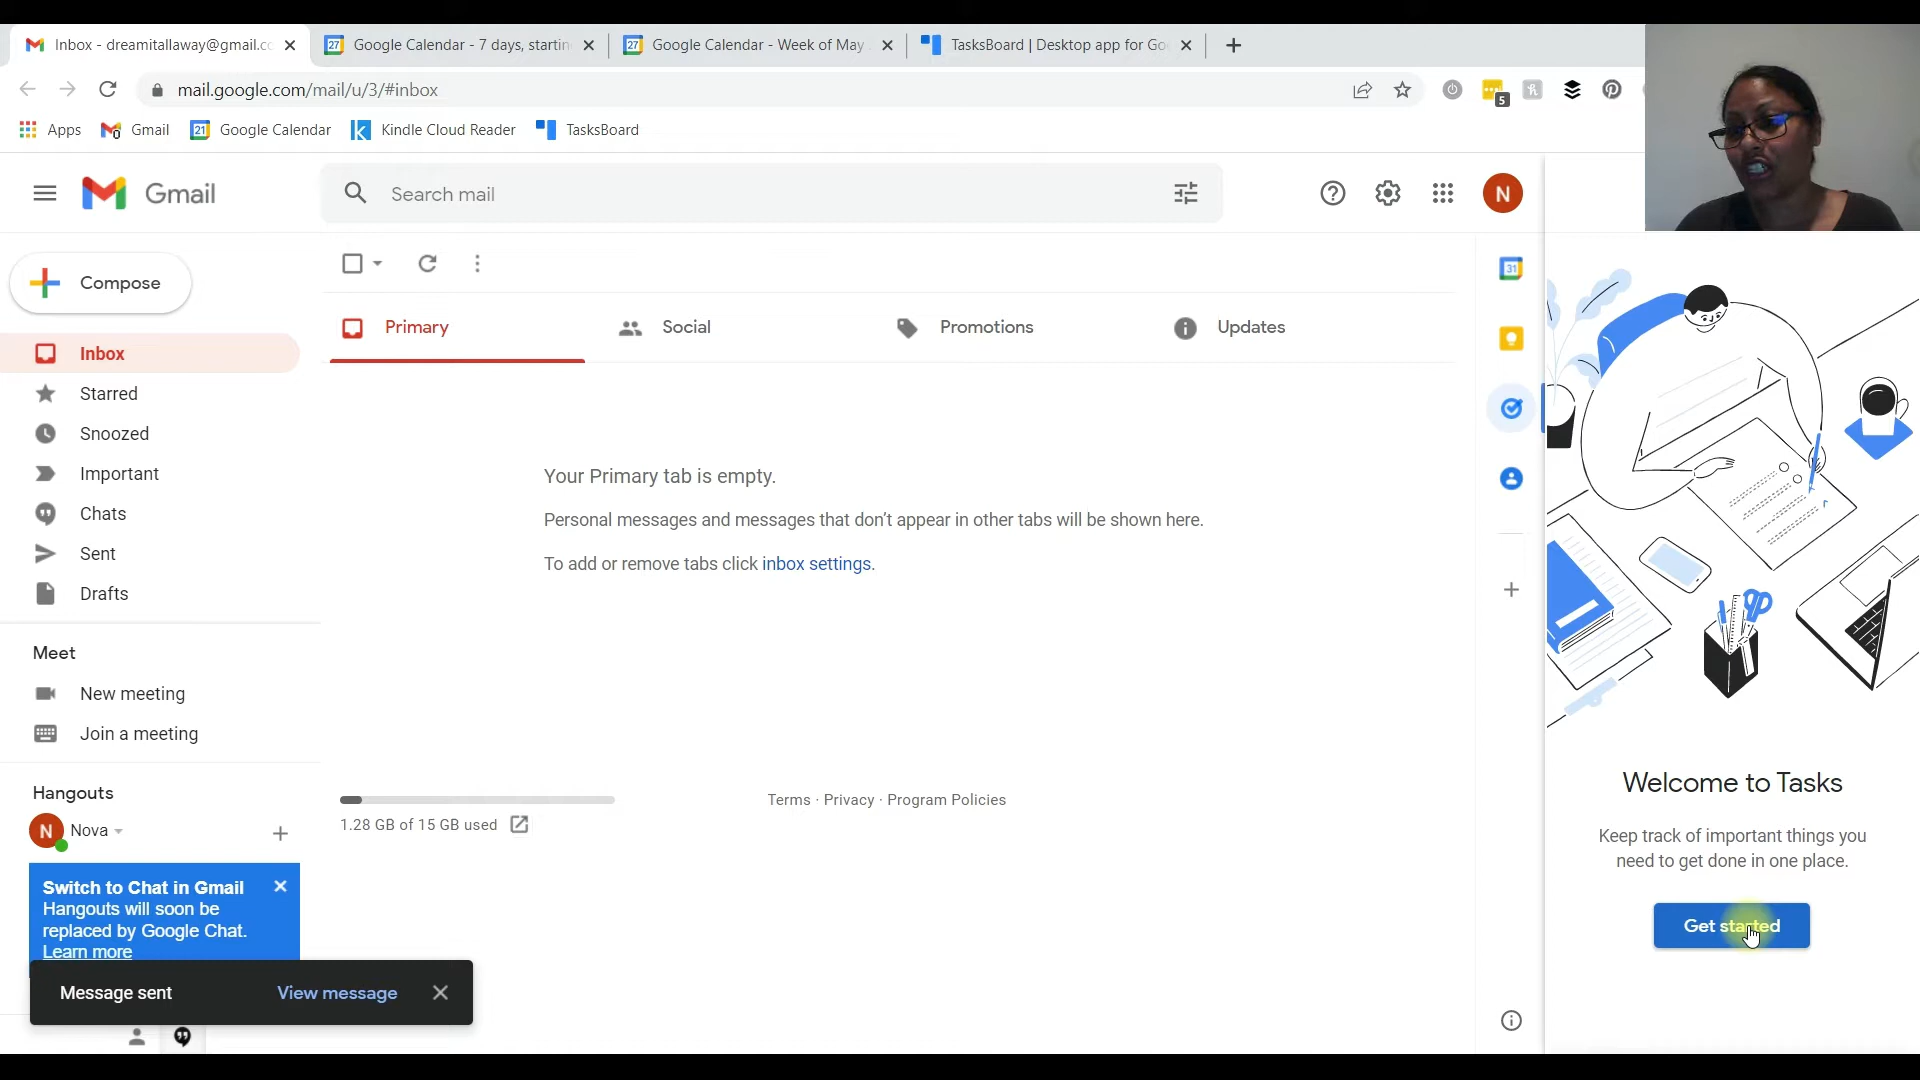 Inbox - dreamitallaway@gmail.c
Google Calendar - 7 days, startin
Google Calendar - Week of May
TasksBoard | Desktop app for Go
mail.google.com/mail/u/3/#inbox
5
Apps
Gmail
21
Google Calendar
Kindle Cloud Reader
TasksBoard
Gmail
Search mail
N
Compose
31
Primary
Social
Promotions
Updates
Inbox
Starred
Snoozed
Important
Chats
Sent
Drafts
Your Primary tab is empty.
Personal messages and messages that don’t appear in other tabs will be shown here.
To add or remove tabs click inbox settings.
Meet
New meeting
Join a meeting
Hangouts
N Nova
Terms · Privacy · Program Policies
1.28 GB of 15 GB used
Switch to Chat in Gmail
Hangouts will soon be
replaced by Google Chat.
Learn more
Message sent
View message
Welcome to Tasks
Keep track of important things you
need to get done in one place.
Get started